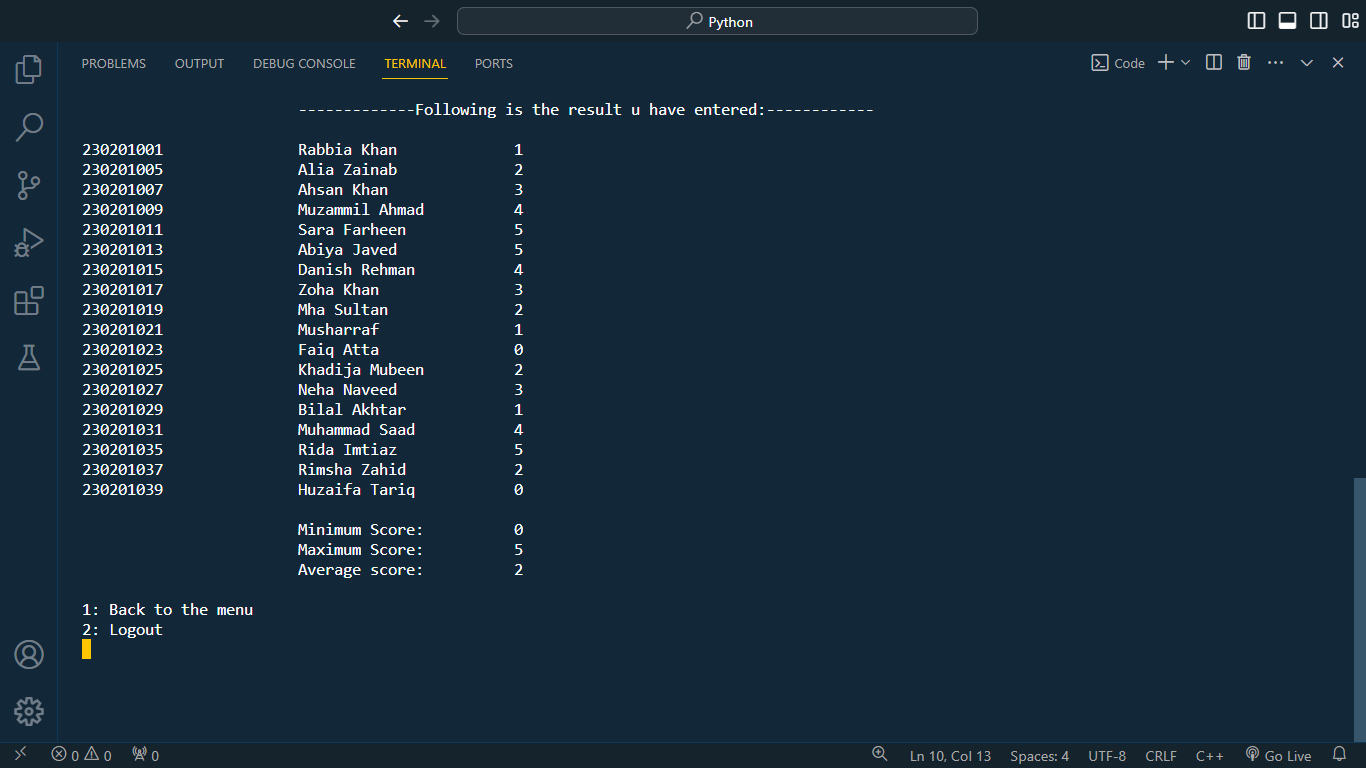 Python
PROBLEMS OUTPUT DEBUG CONSOLE TERMINAL PORTS Code
-------------Following is the result u have entered:------------
230201001 Rabbia Khan 1
230201005 Alia Zainab 2
230201007 Ahsan Khan 3
230201009 Muzammil Ahmad 4
230201011 Sara Farheen 5
230201013 Abiya Javed 5
230201015 Danish Rehman 4
230201017 Zoha Khan 3
230201019 Mha Sultan 2
230201021 Musharraf 1
230201023 Faiq Atta 0
230201025 Khadija Mubeen 2
230201027 Neha Naveed 3
230201029 Bilal Akhtar 1
230201031 Muhammad Saad 4
230201035 Rida Imtiaz 5
230201037 Rimsha Zahid 2
230201039 Huzaifa Tariq 0
Minimum Score: 0
Maximum Score: 5
Average score: 2
1: Back to the menu
2: Logout
0 0 0 Ln 10, Col 13 Spaces: 4 UTF-8 CRLF C++ Go Live